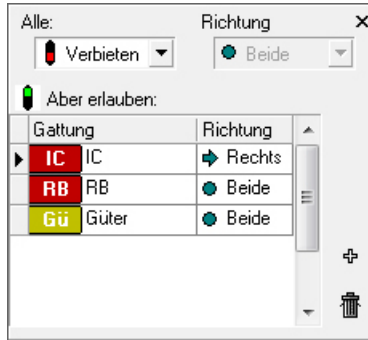 Alle: Richtung
Verbieten Beide
Aber erlauben:
Gattung Richtung
IC IC Rechts
RB RB Beide
Gü Güter Beide